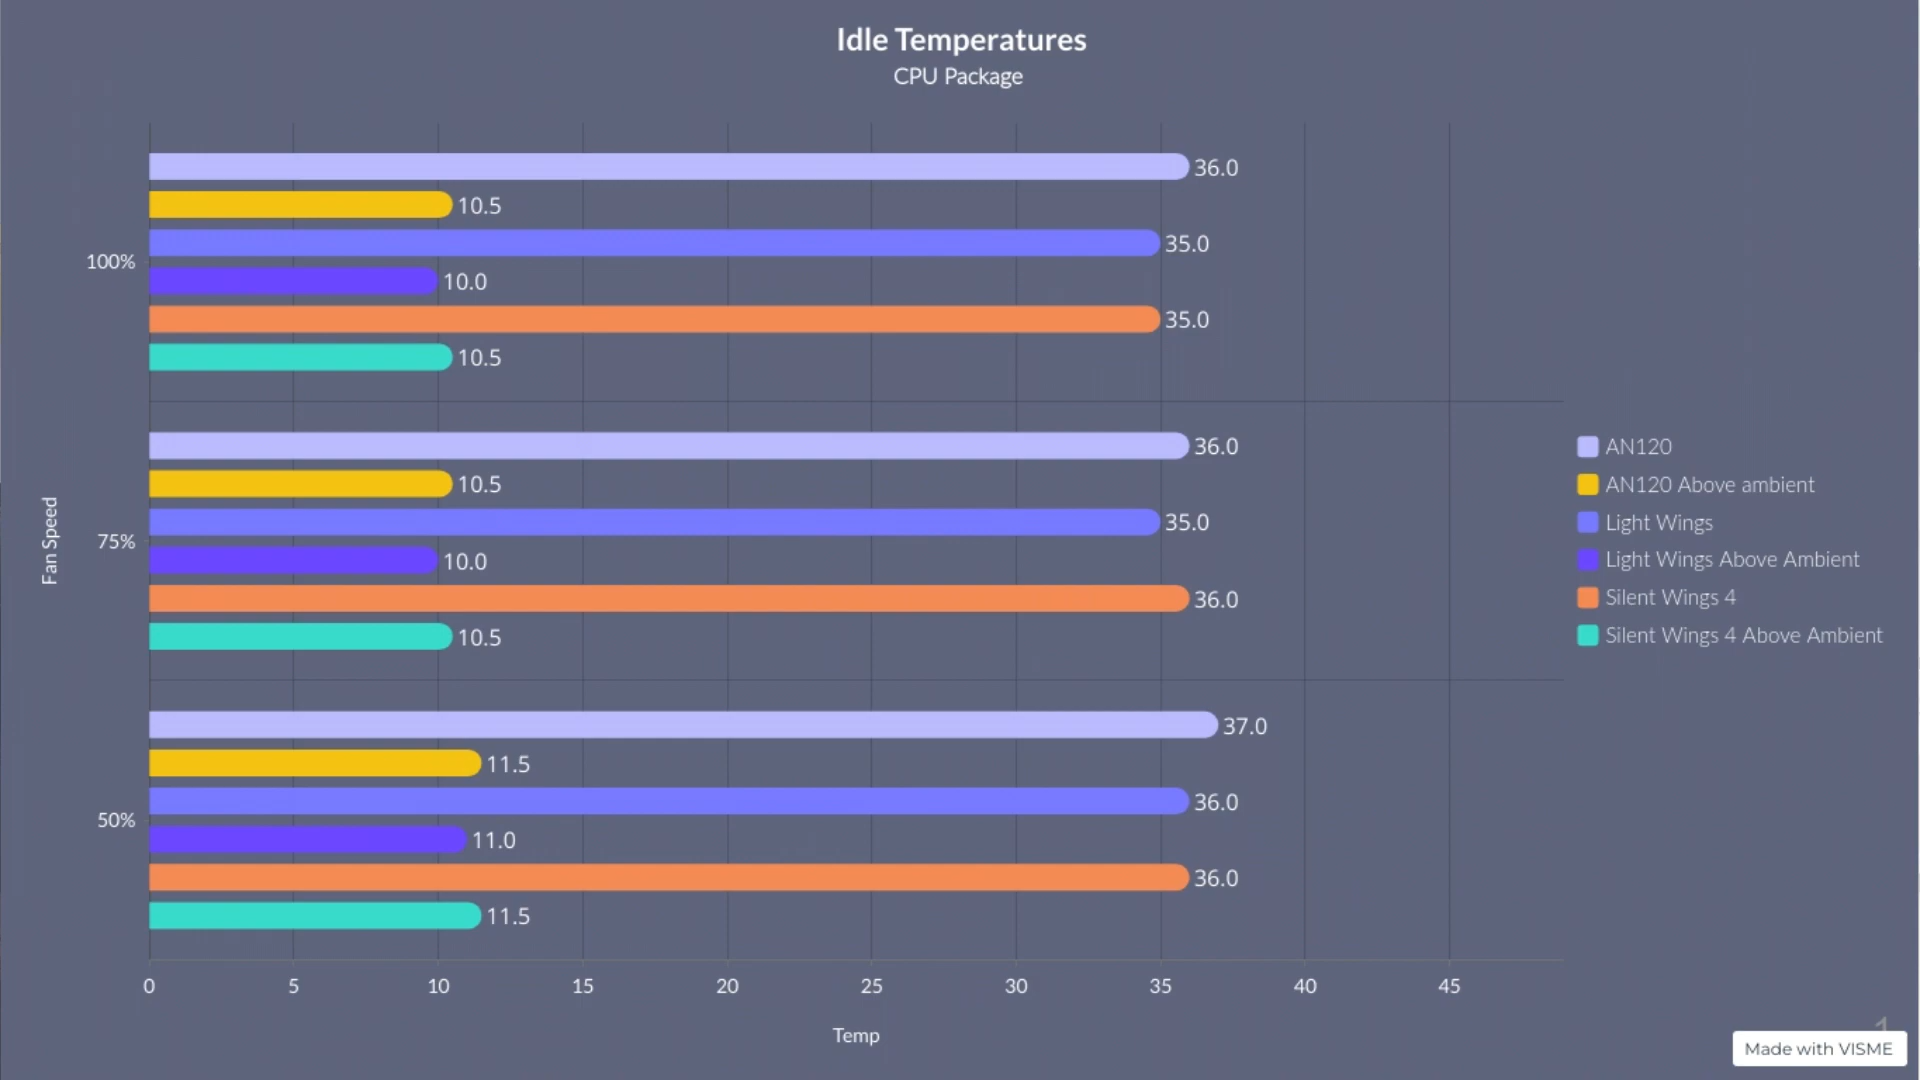 Idle Temperatures
CPU Package
36.0
10.5
35.0
100%
10.0
35.0
10.5
36.0
10.5
35.0
75%
10.0
36.0
10.5
37.0
11.5
36.0
50%
11.0
36.0
11.5
0 5 10 15 20 25 30 35 40 45
Temp
Fan Speed
AN120
AN120 Above ambient
Light Wings
Light Wings Above Ambient
Silent Wings 4
Silent Wings 4 Above Ambient
1
Made with VISME